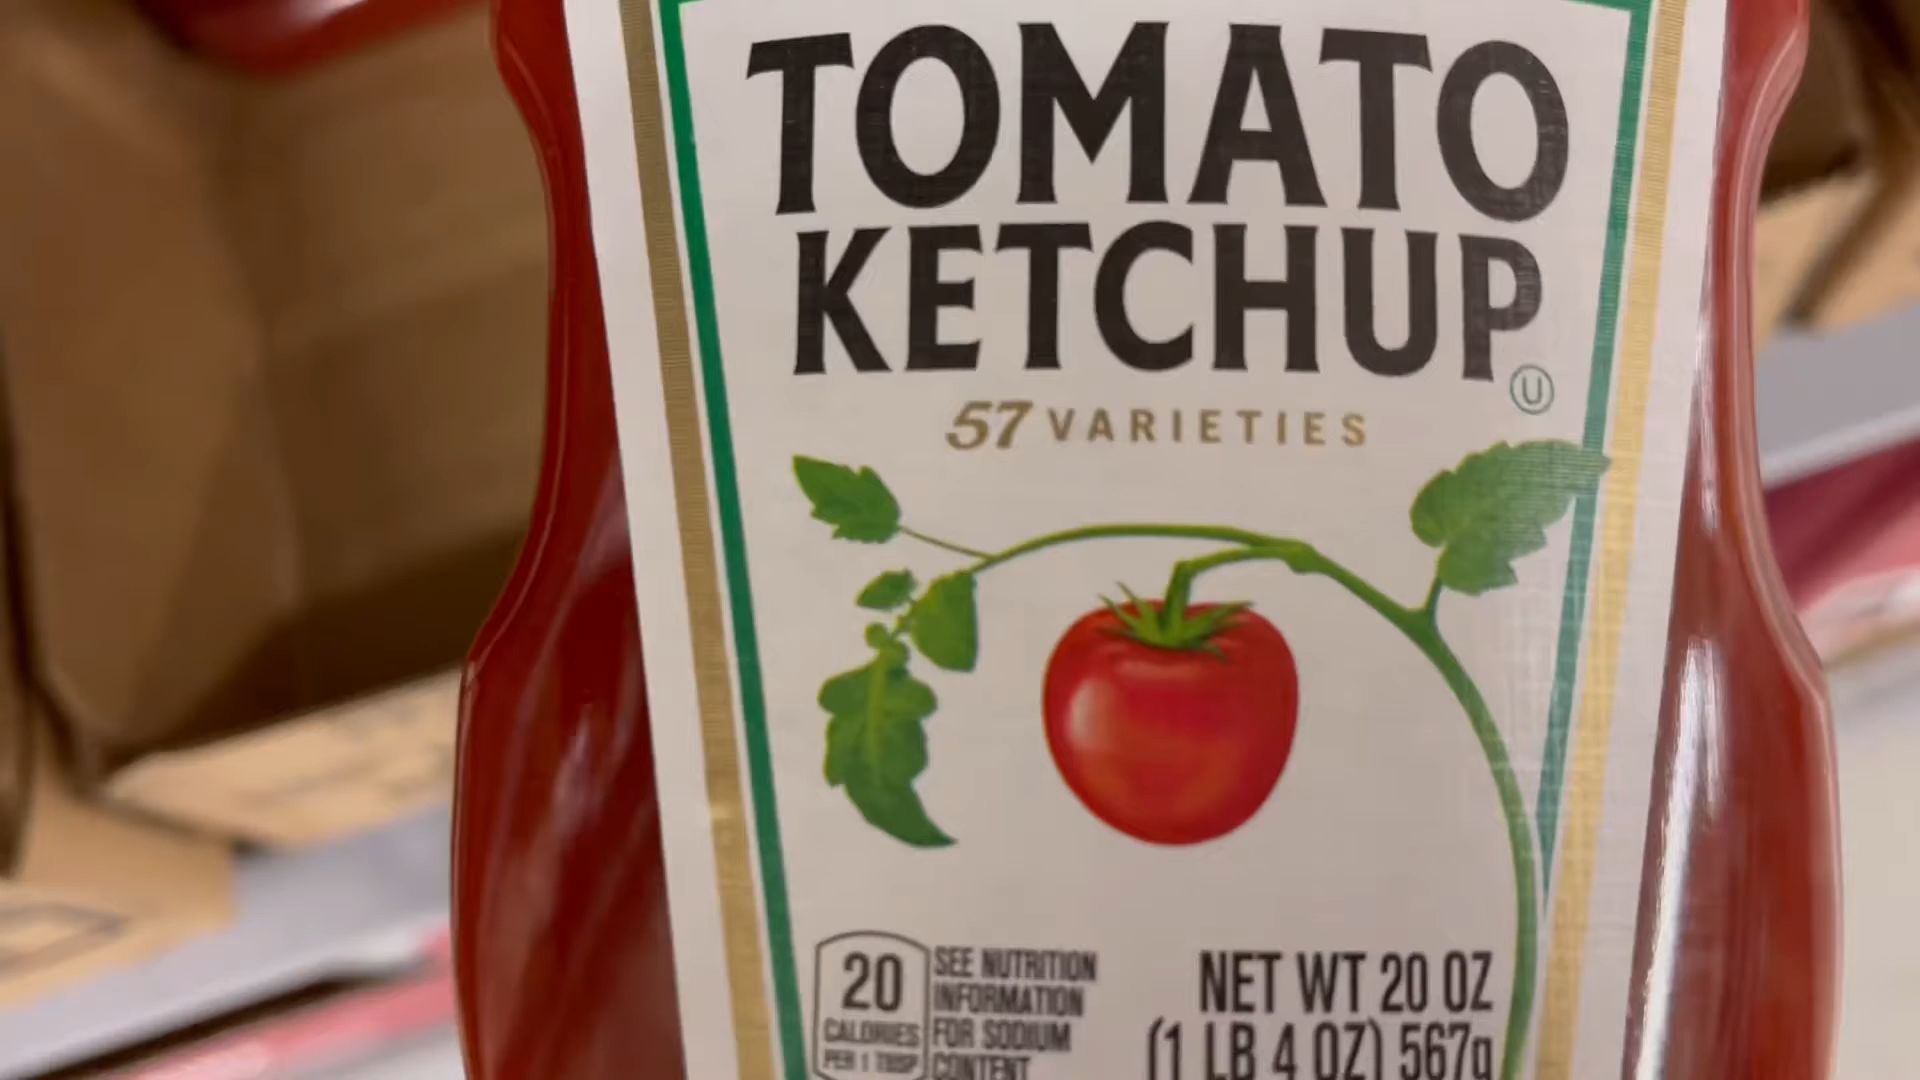 TOMATO
KETCHUP
U
57 VARIETIES
20
CALORIES
PER 1 TBSP
SEE NUTRITION
INFORMATION
FOR SODIUM
CONTENT
NET WT 20 OZ
(1 LB 4 OZ) 567g